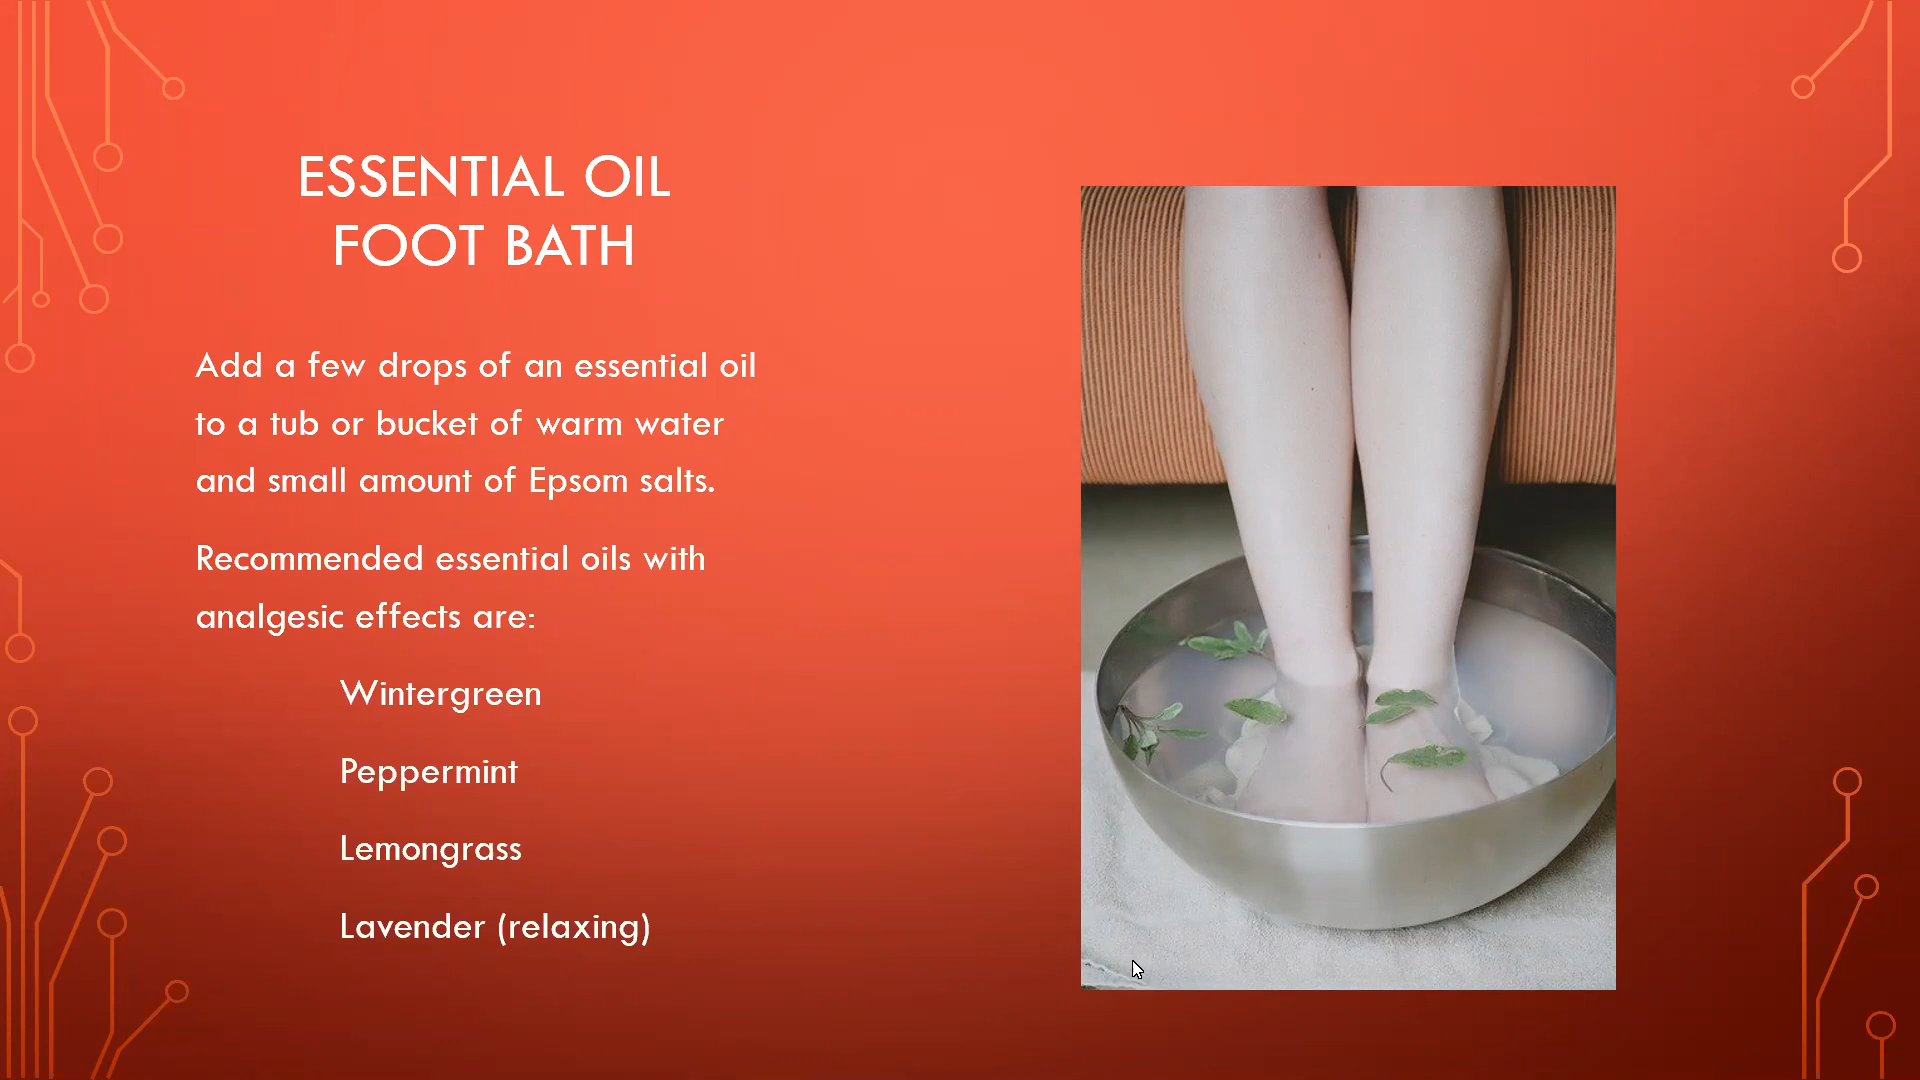 ESSENTIAL OIL
FOOT BATH
Add a few drops of an essential oil
to a tub or bucket of warm water
and small amount of Epsom salts.
Recommended essential oils with
analgesic effects are:
Wintergreen
Peppermint
Lemongrass
Lavender (relaxing)